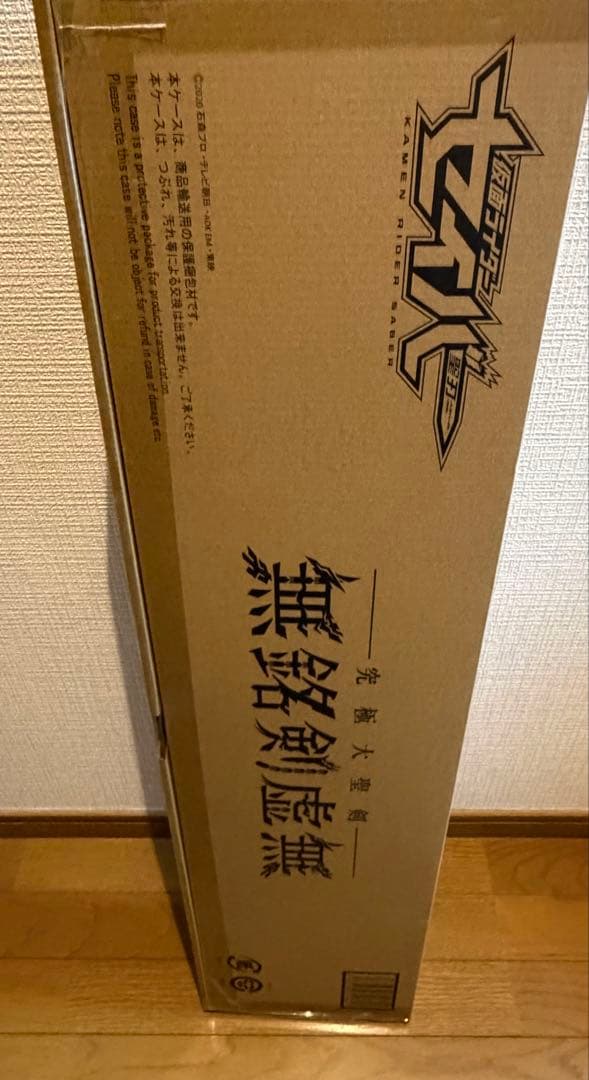 仮面ライダー
セイバー
聖刃
KAMEN RIDER SABER
©2020 石森プロ・テレビ朝日・ADK EM・東映
本ケースは、商品輸送用の保護梱包材です。
本ケースは、つぶれ、汚れ等による交換は出来ません。ご了承ください。
This case is a protective package for product transportation.
Please note this case will not be object for refund in case of damage etc.
究極大聖剣
無銘剣虚無